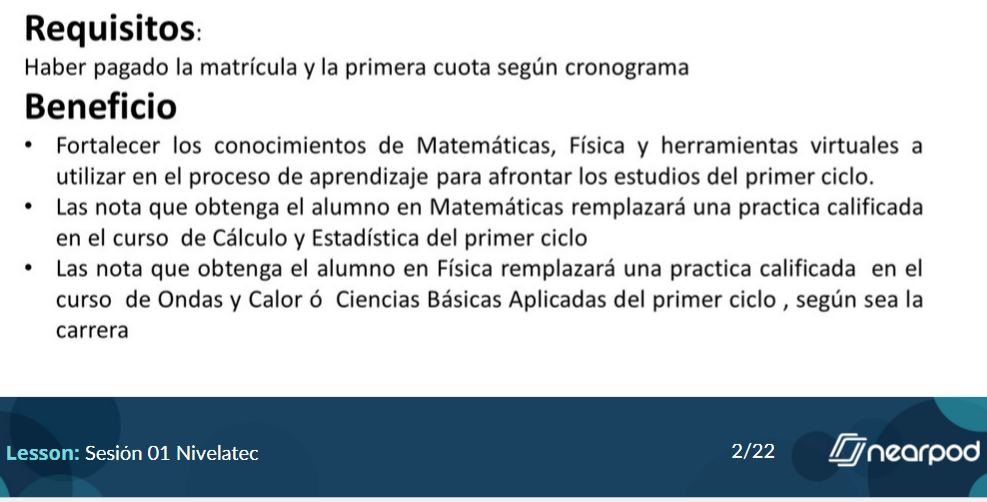 Requisitos:
Haber pagado la matrícula y la primera cuota según cronograma
Beneficio
• Fortalecer los conocimientos de Matemáticas, Física y herramientas virtuales a
utilizar en el proceso de aprendizaje para afrontar los estudios del primer ciclo.
• Las nota que obtenga el alumno en Matemáticas remplazará una practica calificada
en el curso de Cálculo y Estadística del primer ciclo
• Las nota que obtenga el alumno en Física remplazará una practica calificada en el
curso de Ondas y Calor ó Ciencias Básicas Aplicadas del primer ciclo , según sea la
carrera
Lesson: Sesión 01 Nivelatec
2/22
nearpod